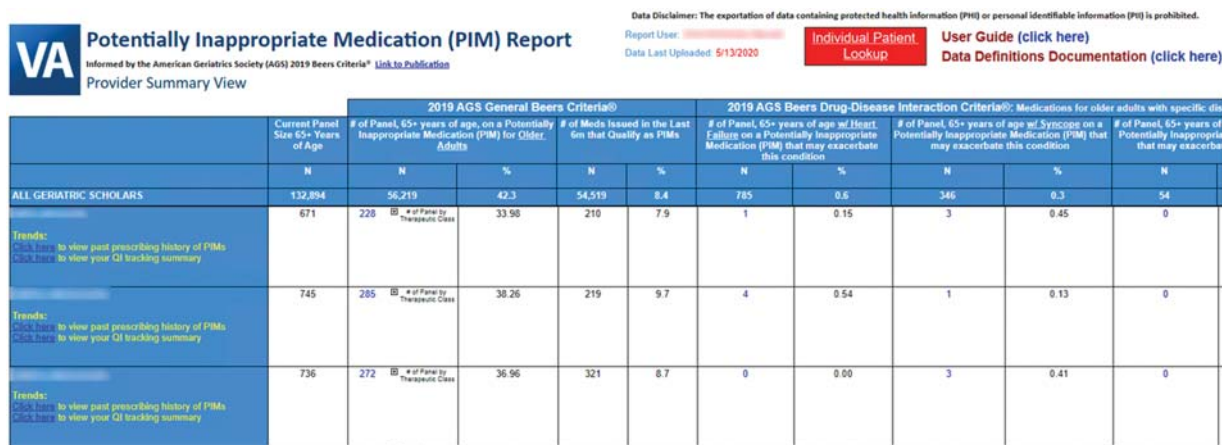 Data Disclaimer: The exportation of data containing protected health information (PHI) or personal identifiable information (PII) is prohibited.
VA
Potentially Inappropriate Medication (PIM) Report
Informed by the American Geriatrics Society (AGS) 2019 Beers Criteria® Link to Publication
Provider Summary View
Report User:
Data Last Uploaded: 5/13/2020
Individual Patient
Lookup
User Guide (click here)
Data Definitions Documentation (click here)
2019 AGS General Beers Criteria®
2019 AGS Beers Drug-Disease Interaction Criteria®: Medications for older adults with specific dis
Current Panel
Size 65+ Years
of Age
# of Panel, 65+ years of age, on a Potentially
Inappropriate Medication (PIM) for Older
Adults
# of Meds Issued in the Last
6m that Qualify as PIMs
# of Panel, 65+ years of age w/ Heart
Failure on a Potentially Inappropriate
Medication (PIM) that may exacerbate
this condition
# of Panel, 65+ years of age w/ Syncope on a
Potentially Inappropriate Medication (PIM) that
may exacerbate this condition
# of Panel, 65+ years of
Potentially Inappropria
that may exacerba
N N % N % N % N % N
ALL GERIATRIC SCHOLARS 132,894 56,219 42.3 54,519 8.4 785 0.6 346 0.3 54
671 228 # of Panel by Therapeutic Class 33.98 210 7.9 1 0.15 3 0.45 0
Trends:
Click here to view past prescribing history of PIMs
Click here to view your QI tracking summary
745 285 # of Panel by Therapeutic Class 38.26 219 9.7 4 0.54 1 0.13 0
Trends:
Click here to view past prescribing history of PIMs
Click here to view your QI tracking summary
736 272 # of Panel by Therapeutic Class 36.96 321 8.7 0 0.00 3 0.41 0
Trends:
Click here to view past prescribing history of PIMs
Click here to view your QI tracking summary